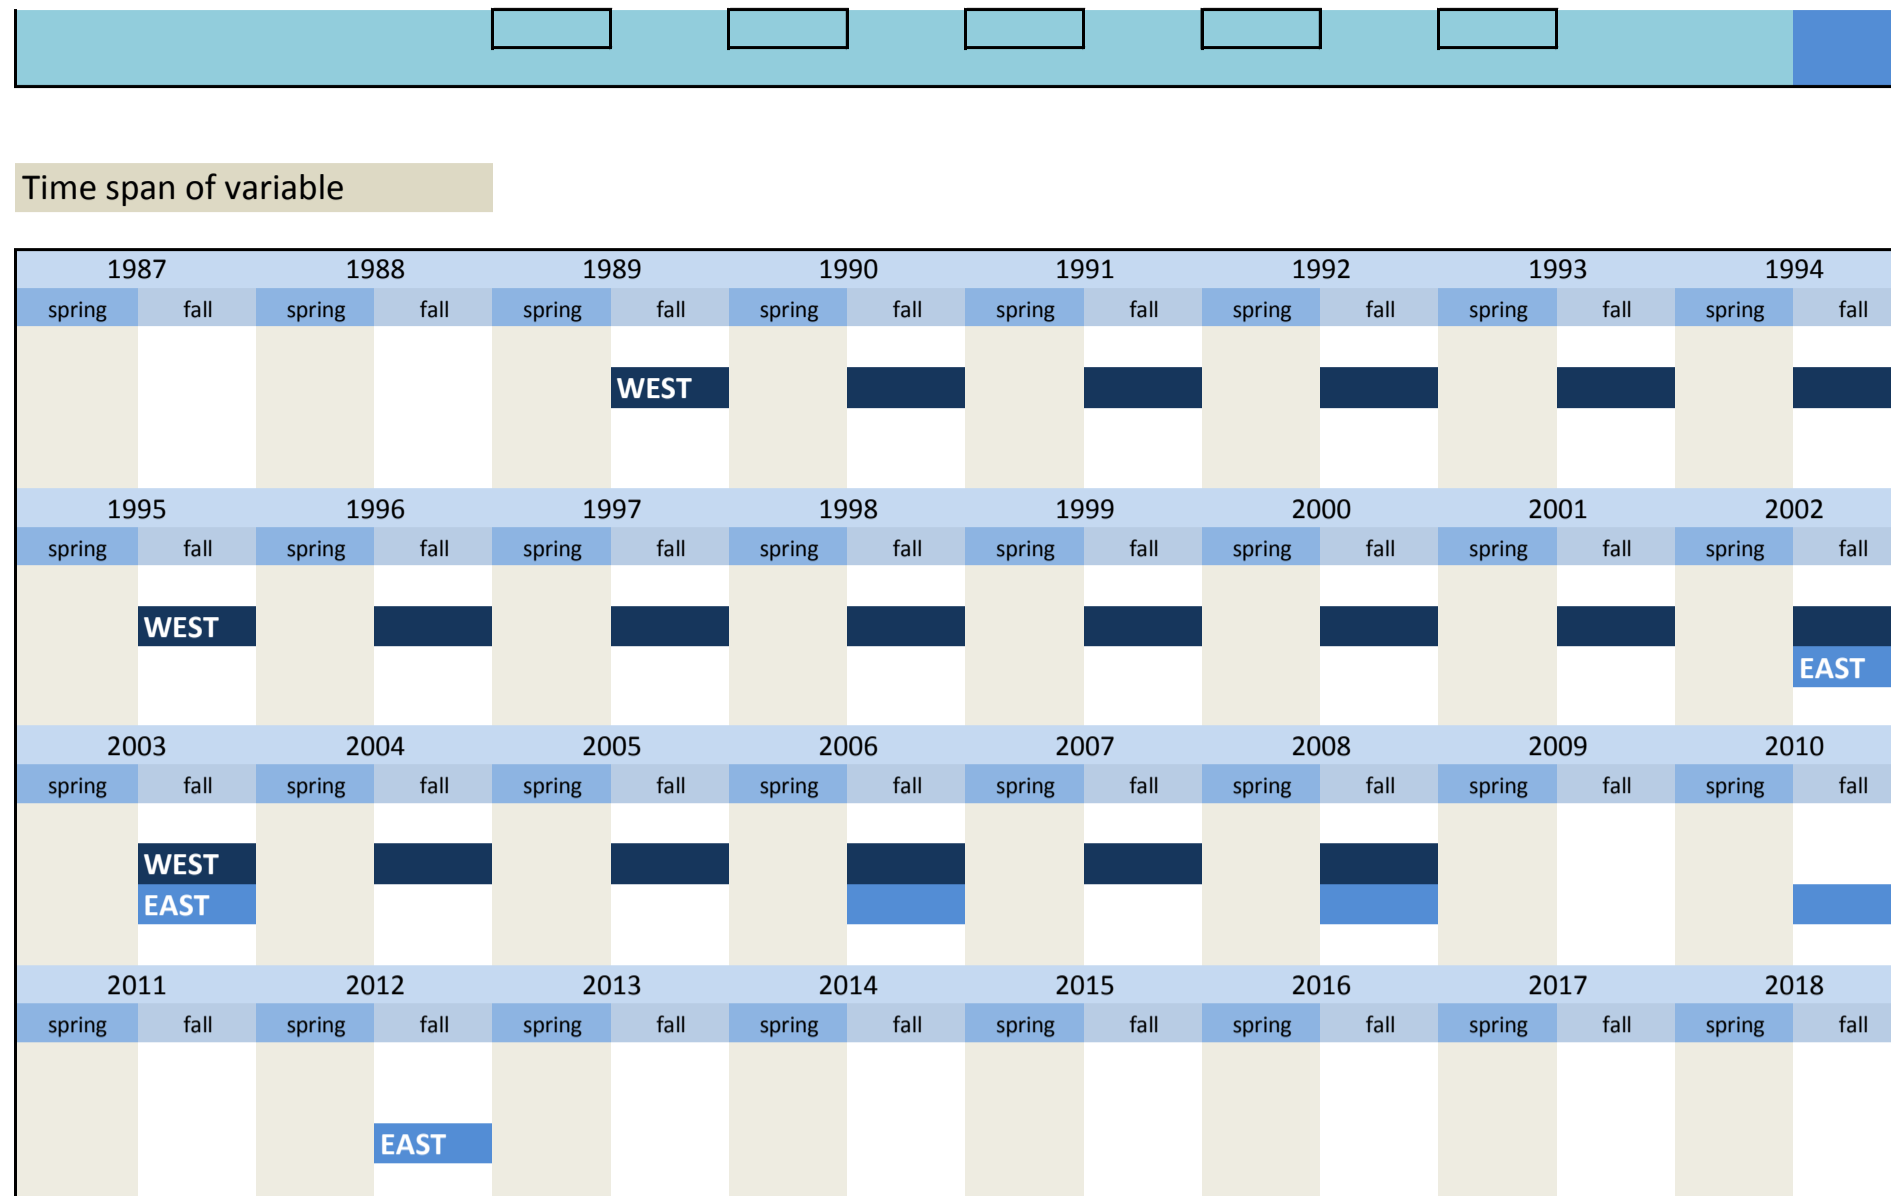 Time span of variable
1987 1988 1989 1990 1991 1992 1993 1994
spring fall spring fall spring fall spring fall spring fall spring fall spring fall spring fall
WEST
1995 1996 1997 1998 1999 2000 2001 2002
spring fall spring fall spring fall spring fall spring fall spring fall spring fall spring fall
WEST
EAST
2003 2004 2005 2006 2007 2008 2009 2010
spring fall spring fall spring fall spring fall spring fall spring fall spring fall spring fall
WEST
EAST
2011 2012 2013 2014 2015 2016 2017 2018
spring fall spring fall spring fall spring fall spring fall spring fall spring fall spring fall
EAST